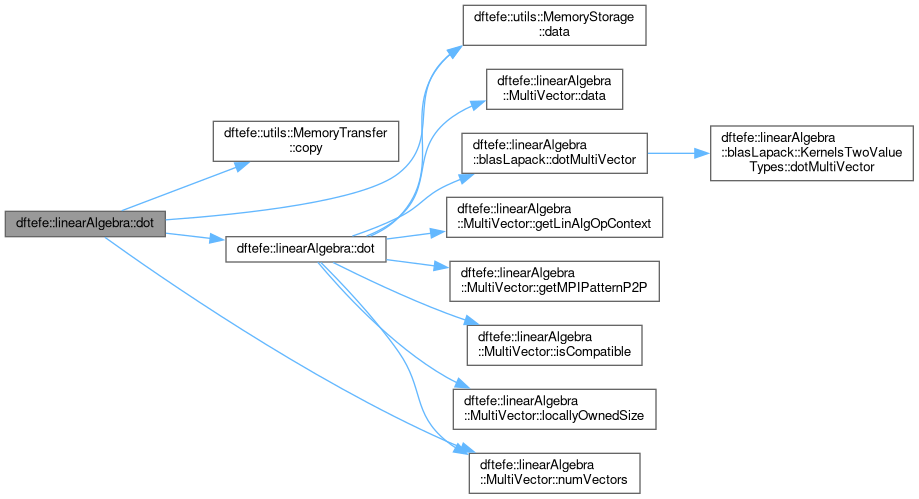 dftefe::utils::MemoryStorage
::data
dftefe::linearAlgebra
::MultiVector::data
dftefe::utils::MemoryTransfer
::copy
dftefe::linearAlgebra
::blasLapack::dotMultiVector
dftefe::linearAlgebra
::blasLapack::KernelsTwoValue
Types::dotMultiVector
dftefe::linearAlgebra::dot
dftefe::linearAlgebra::dot
dftefe::linearAlgebra
::MultiVector::getLinAlgOpContext
dftefe::linearAlgebra
::MultiVector::getMPIPatternP2P
dftefe::linearAlgebra
::MultiVector::isCompatible
dftefe::linearAlgebra
::MultiVector::locallyOwnedSize
dftefe::linearAlgebra
::MultiVector::numVectors